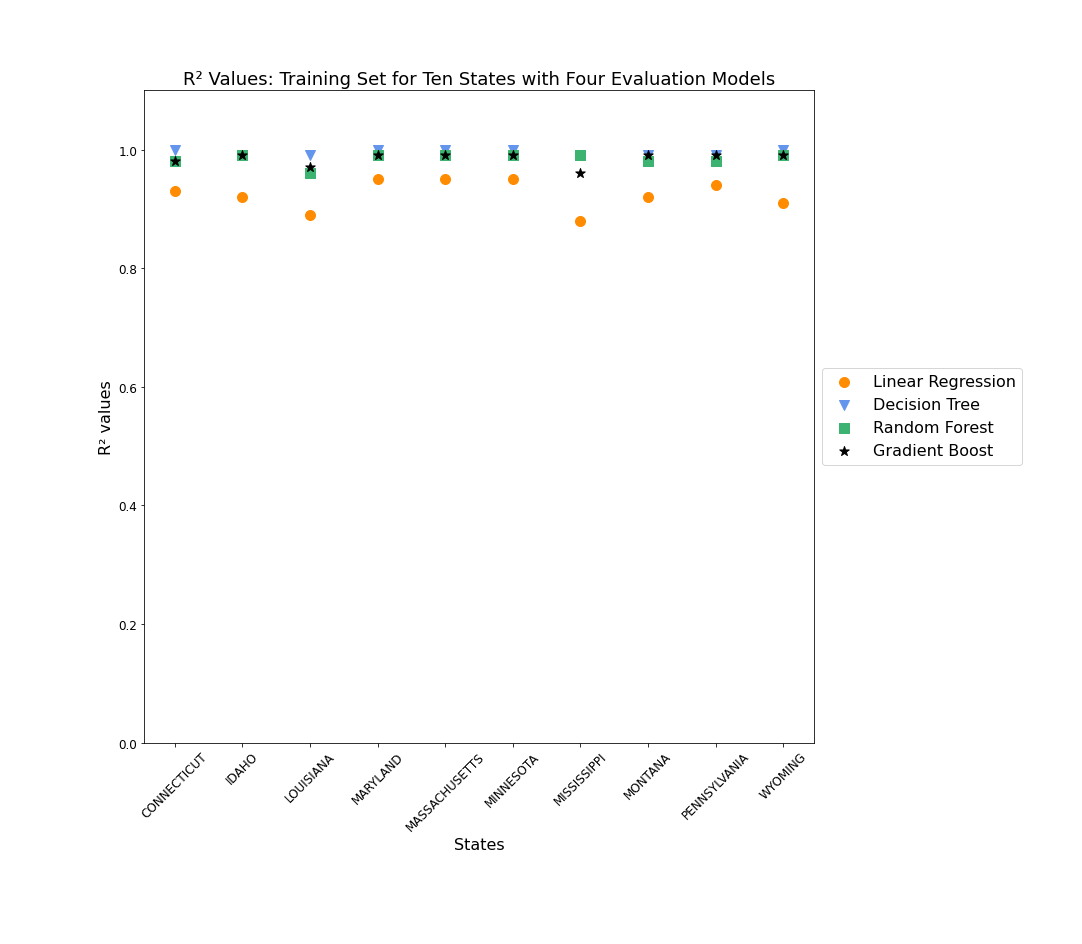 R² Values: Training Set for Ten States with Four Evaluation Models
1.0
0.8
0.6
0.4
0.2
0.0
R² values
CONNECTICUT
IDAHO
LOUISIANA
MARYLAND
MASSACHUSETTS
MINNESOTA
MISSISSIPPI
MONTANA
PENNSYLVANIA
WYOMING
States
Linear Regression
Decision Tree
Random Forest
Gradient Boost